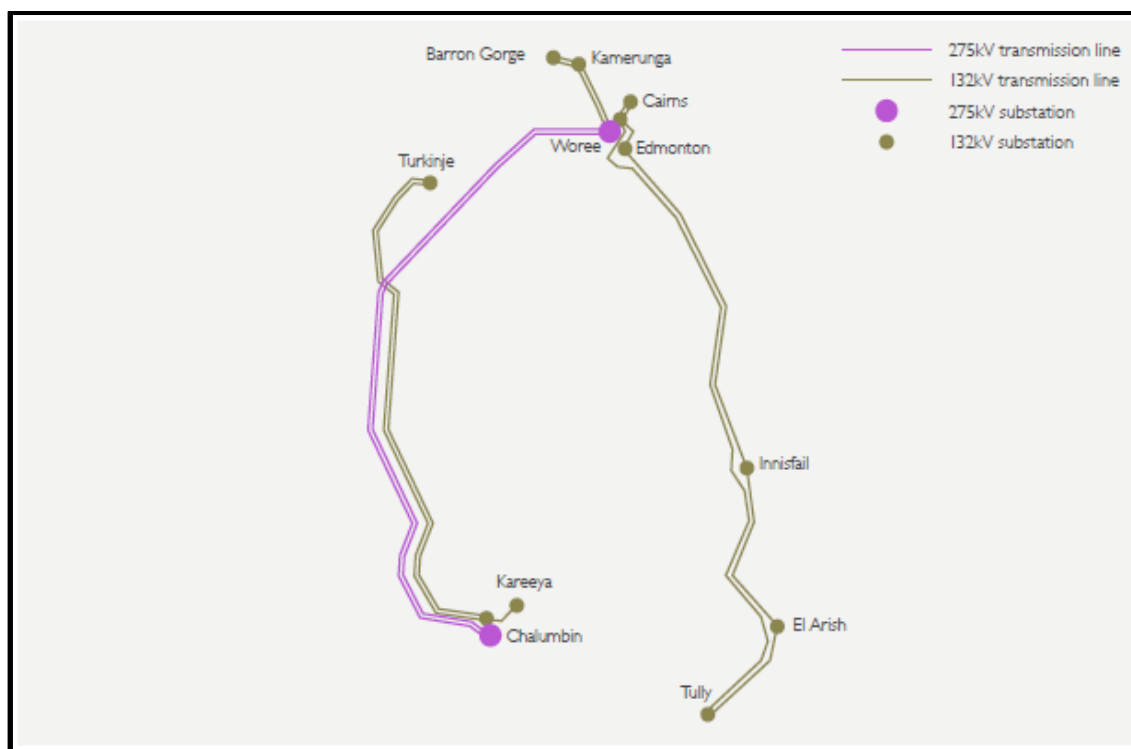 Barron Gorge
Kamerunga
275kV transmission line
132kV transmission line
Cairns
275kV substation
Woree
Edmonton
132kV substation
Turkinje
Innisfail
Kareeya
El Arish
Chalumbin
Tully